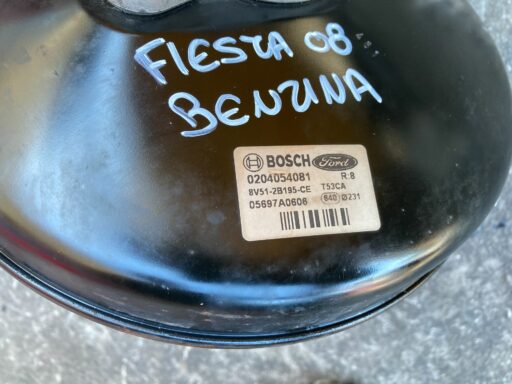 FIESTA 08
BENZINA
BOSCH Ford
0204054081 R:8
8V51-2B195-CE T53CA
05697A0606 840 Ø231